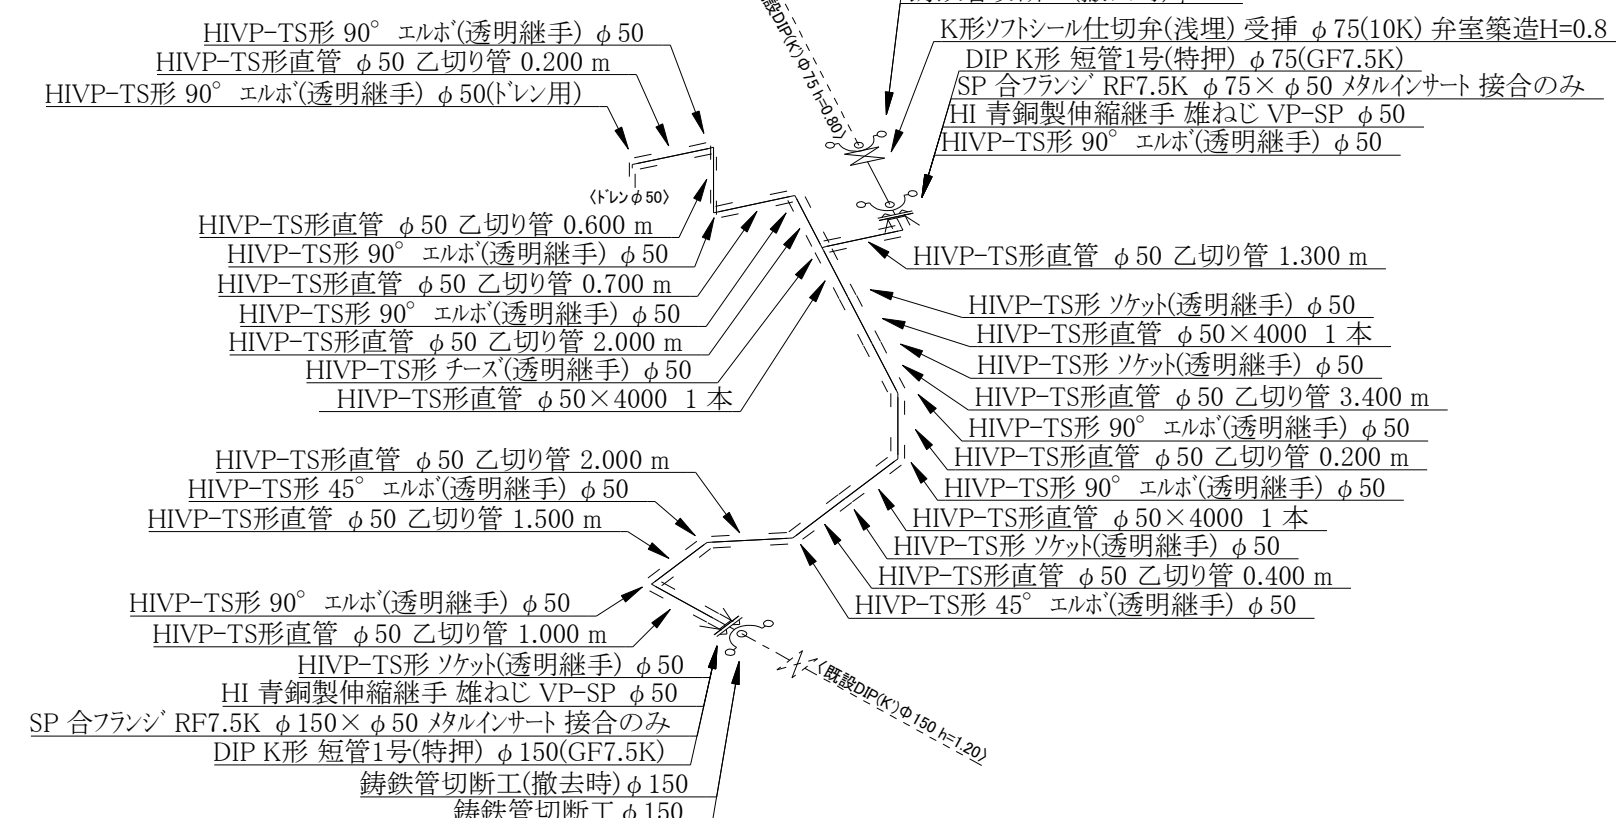 HIVP-TS形 90° エルボ(透明継手) φ50
HIVP-TS形直管 φ50 乙切り管 0.200 m
HIVP-TS形 90° エルボ(透明継手) φ50(ドレン用)
設DIP(K')Φ75 h=0.80〉
K形ソフトシール仕切弁(浅埋) 受挿 φ75(10K) 弁室築造H=0.8
DIP K形 短管1号(特押) φ75(GF7.5K)
SP 合フランジ RF7.5K φ75×φ50 メタルインサート 接合のみ
HI 青銅製伸縮継手 雄ねじ VP-SP φ50
HIVP-TS形 90° エルボ(透明継手) φ50
〈ドレンφ50〉
HIVP-TS形直管 φ50 乙切り管 0.600 m
HIVP-TS形 90° エルボ(透明継手) φ50
HIVP-TS形直管 φ50 乙切り管 0.700 m
HIVP-TS形 90° エルボ(透明継手) φ50
HIVP-TS形直管 φ50 乙切り管 2.000 m
HIVP-TS形 チーズ(透明継手) φ50
HIVP-TS形直管 φ50×4000 1 本
HIVP-TS形直管 φ50 乙切り管 1.300 m
HIVP-TS形 ソケット(透明継手) φ50
HIVP-TS形直管 φ50×4000 1 本
HIVP-TS形 ソケット(透明継手) φ50
HIVP-TS形直管 φ50 乙切り管 3.400 m
HIVP-TS形 90° エルボ(透明継手) φ50
HIVP-TS形直管 φ50 乙切り管 0.200 m
HIVP-TS形 90° エルボ(透明継手) φ50
HIVP-TS形直管 φ50×4000 1 本
HIVP-TS形 ソケット(透明継手) φ50
HIVP-TS形直管 φ50 乙切り管 0.400 m
HIVP-TS形 45° エルボ(透明継手) φ50
HIVP-TS形直管 φ50 乙切り管 2.000 m
HIVP-TS形 45° エルボ(透明継手) φ50
HIVP-TS形直管 φ50 乙切り管 1.500 m
HIVP-TS形 90° エルボ(透明継手) φ50
HIVP-TS形直管 φ50 乙切り管 1.000 m
HIVP-TS形 ソケット(透明継手) φ50
HI 青銅製伸縮継手 雄ねじ VP-SP φ50
SP 合フランジ RF7.5K φ150×φ50 メタルインサート 接合のみ
DIP K形 短管1号(特押) φ150(GF7.5K)
鋳鉄管切断工(撤去時)φ150
鋳鉄管切断工 φ150
〈既設DIP(K')Φ150 h=1.20〉